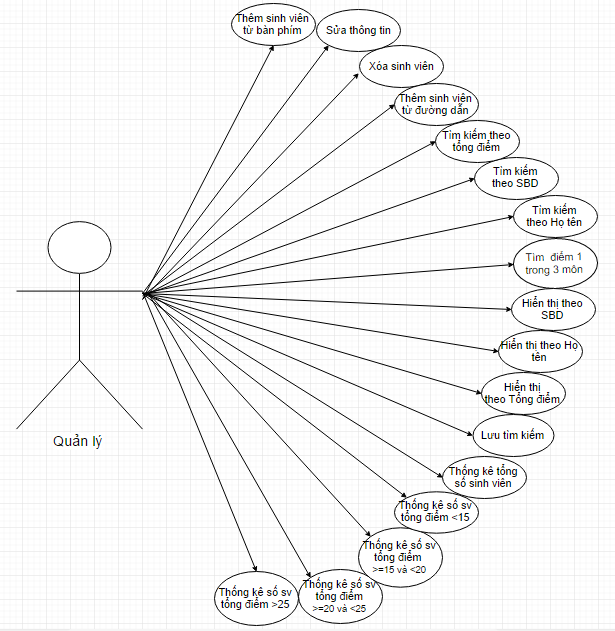 Thêm sinh viên
từ bàn phím
Sửa thông tin
Xóa sinh viên
Thêm sinh viên
từ đường dẫn
Tìm kiếm theo
tổng điểm
Tìm kiếm
theo SBD
Tìm kiếm
theo Họ tên
Tìm điểm 1
trong 3 môn
Hiển thị theo
SBD
Hiển thị theo Họ
tên
Hiển thị
theo Tổng điểm
Lưu tìm kiếm
Thống kê tổng
số sinh viên
Thống kê số sv
tổng điểm <15
Thống kê số sv
tổng điểm
>=15 và <20
Thống kê số sv
tổng điểm
>=20 và <25
Thống kê số sv
tổng điểm >25
Quản lý